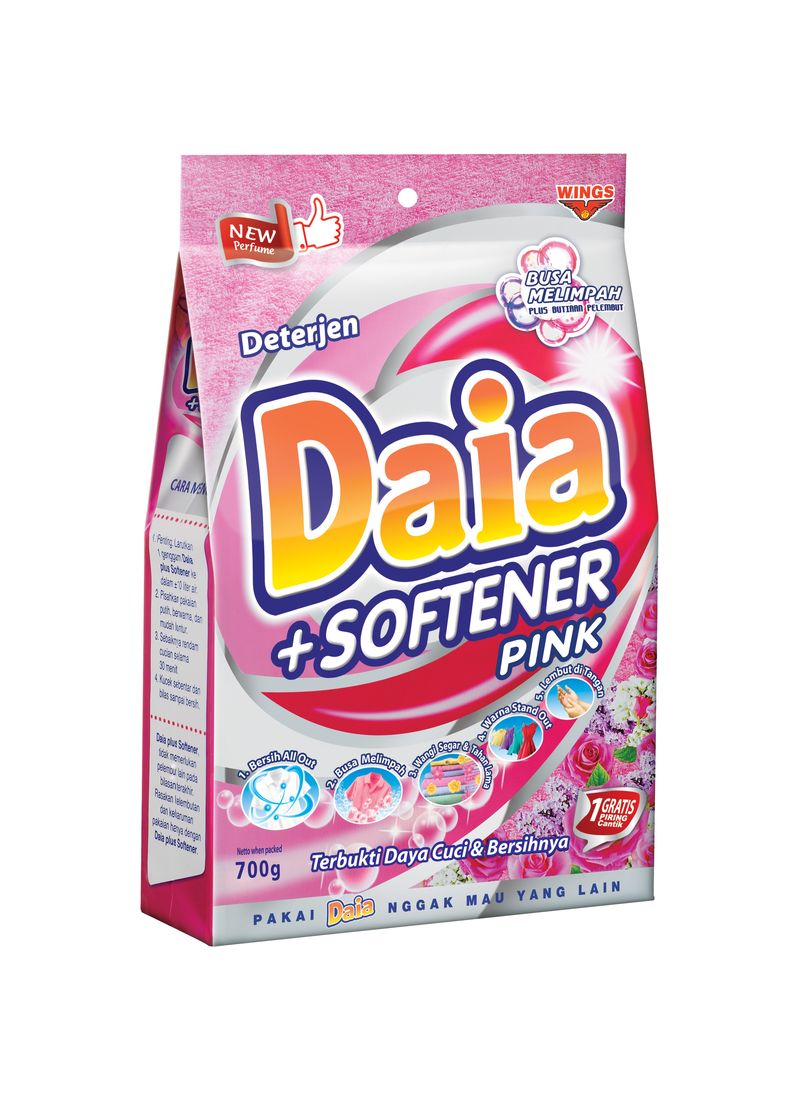 WINGS
NEW
Perfume
BUSA
MELIMPAH
PLUS BUTIRAN PELEMBUT
Deterjen
Daia
+SOFTENER
PINK
1. Bersih All Out
2. Busa Melimpah
3. Wangi Segar & Tahan Lama
4. Warna Stand Out
5. Lembut di Tangan
1 GRATIS
PIRING
Cantik
Netto when packed
700g
Terbukti Daya Cuci & Bersihnya
PAKAI Daia NGGAK MAU YANG LAIN
CARA MEN
1. Penting. Larutkan
1 genggam Daia
plus Softener ke
dalam ± 10 liter air.
2. Pisahkan pakaian
putih, berwarna, dan
mudah luntur.
3. Sebaiknya rendam
cucian selama
30 menit
4. Kucek sebentar dan
bilas sampai bersih.
Daia plus Softener,
tidak memerlukan
pelembut lain pada
bilasan terakhir.
Rasakan kelembutan
dan keharuman
pakaian hanya dengan
Daia plus Softener.